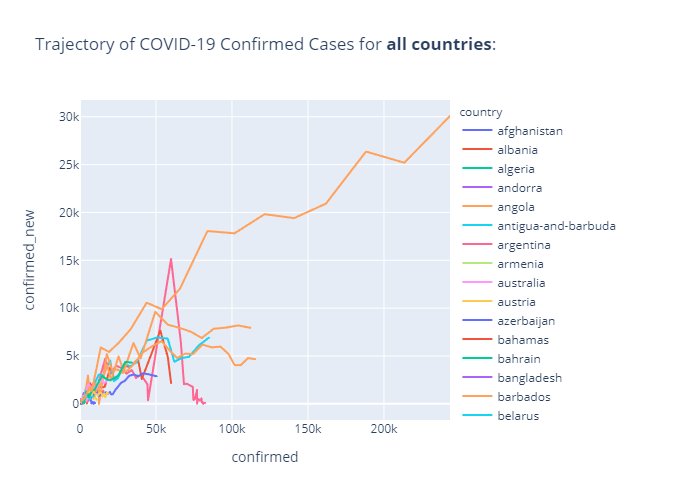 Trajectory of COVID-19 Confirmed Cases for all countries:
confirmed_new
30k
25k
20k
15k
10k
5k
0
0
50k
100k
150k
200k
confirmed
country
afghanistan
albania
algeria
andorra
angola
antigua-and-barbuda
argentina
armenia
australia
austria
azerbaijan
bahamas
bahrain
bangladesh
barbados
belarus